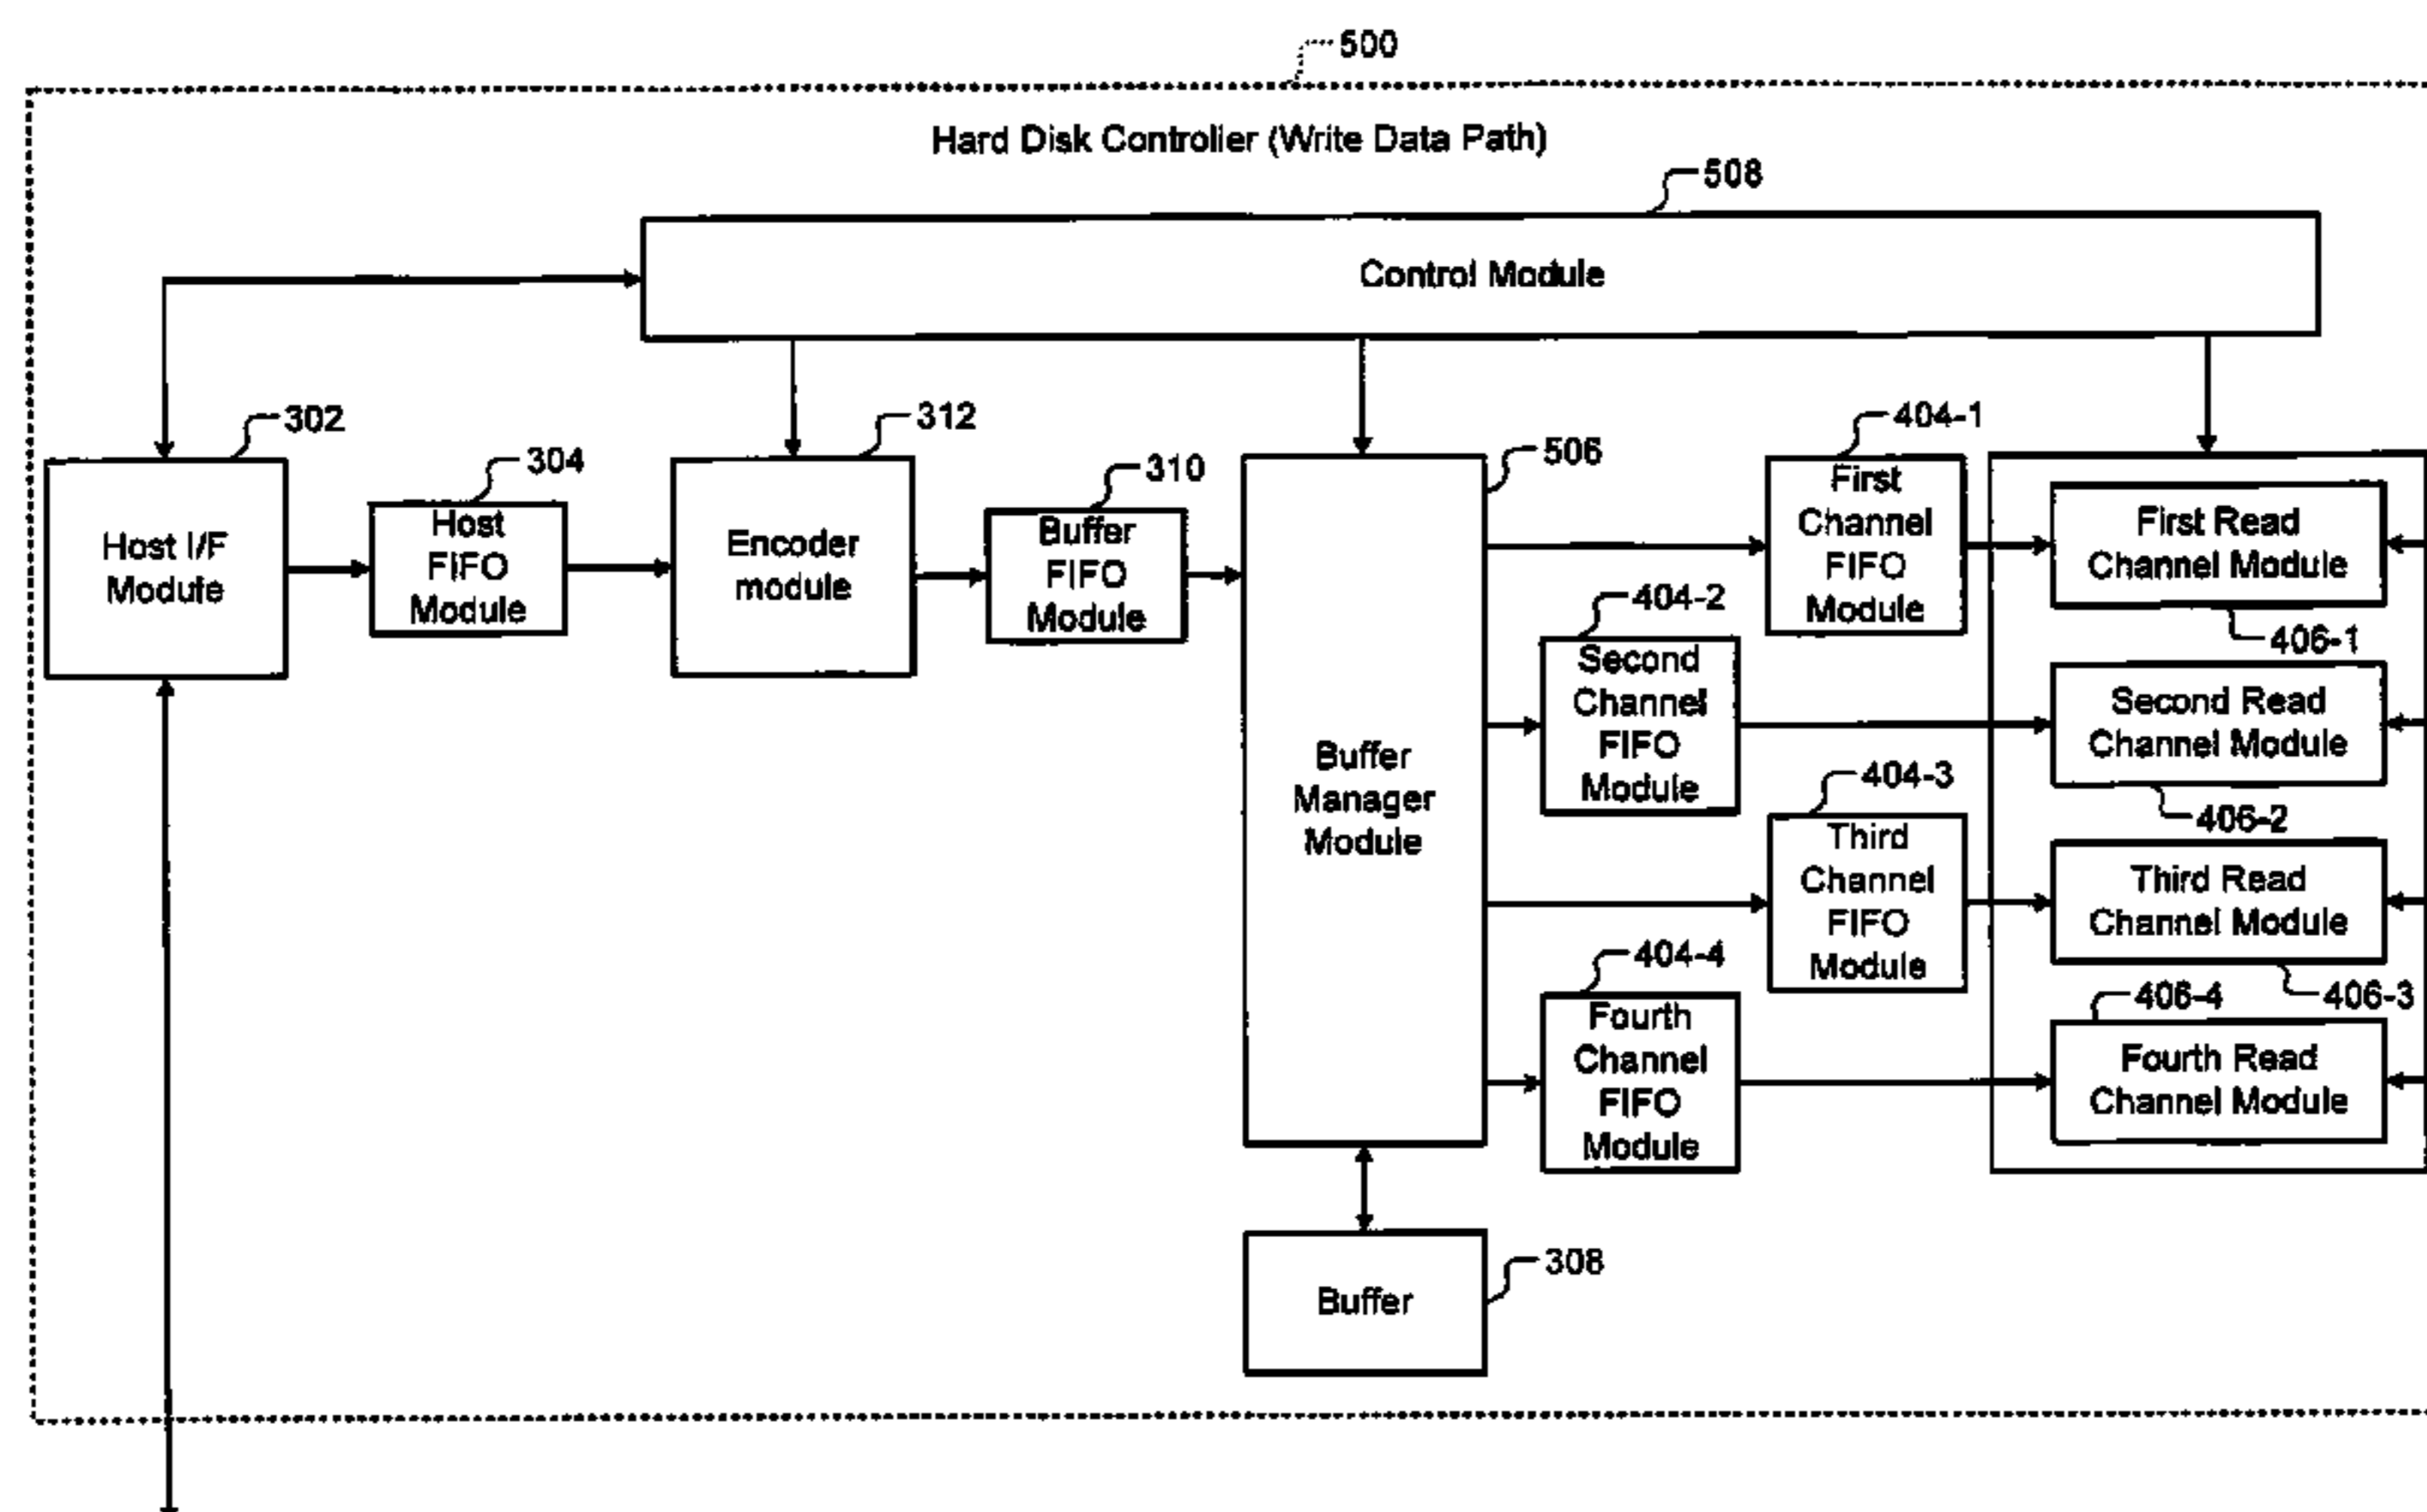 500
Hard Disk Controller (Write Data Path)
508
Control Module
302
304
312
310
506
404-1
Host I/F
Module
Host
FIFO
Module
Encoder
module
Buffer
FIFO
Module
Buffer
Manager
Module
First
Channel
FIFO
Module
First Read
Channel Module
406-1
404-2
Second
Channel
FIFO
Module
Second Read
Channel Module
406-2
404-3
Third
Channel
FIFO
Module
Third Read
Channel Module
406-3
404-4
Fourth
Channel
FIFO
Module
406-4
Fourth Read
Channel Module
308
Buffer